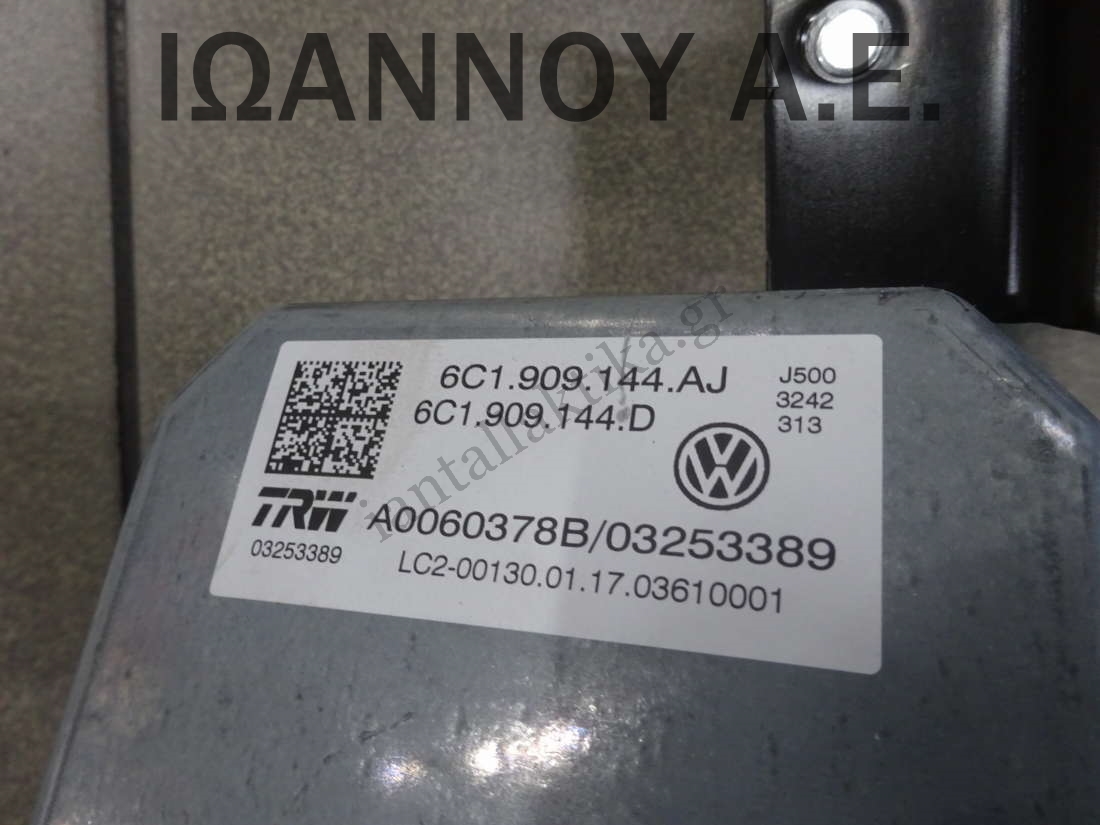 ΙΩΑΝΝΟΥ Α.Ε.
iantallaktika.gr
6C1.909.144.AJ
6C1.909.144.D
J500
3242
313
VW
TRW
03253389
A0060378B/03253389
LC2-00130.01.17.03610001